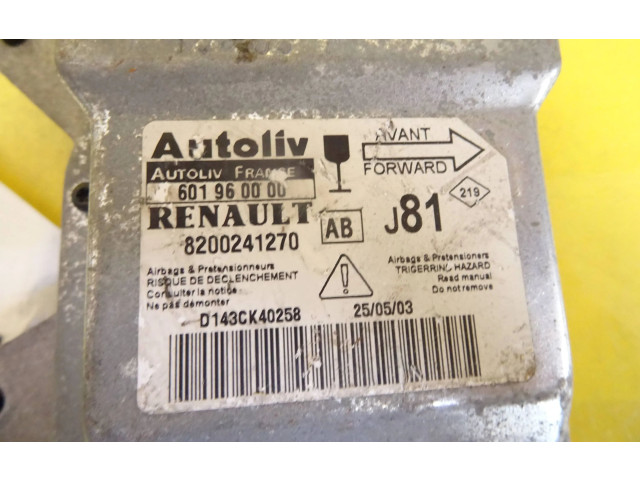 Autoliv
AUTOLIV FRANCE
601 96 00 00
AVANT
FORWARD
219
RENAULT
8200241270
AB
J81
Airbags & Pretensionneurs
RISQUE DE DECLENCHEMENT
Consulter la notice
Ne pas démonter
Airbags & Pretensioners
TRIGERRING HAZARD
Read manual
Do not remove
D143CK40258
25/05/03